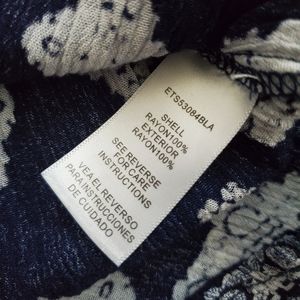 ETS53084BLA
SHELL
RAYON100%
EXTERIOR
RAYON100%
SEE REVERSE
FOR CARE
INSTRUCTIONS
VEA EL REVERSO
PARA INSTRUCCIONES
DE CUIDADO